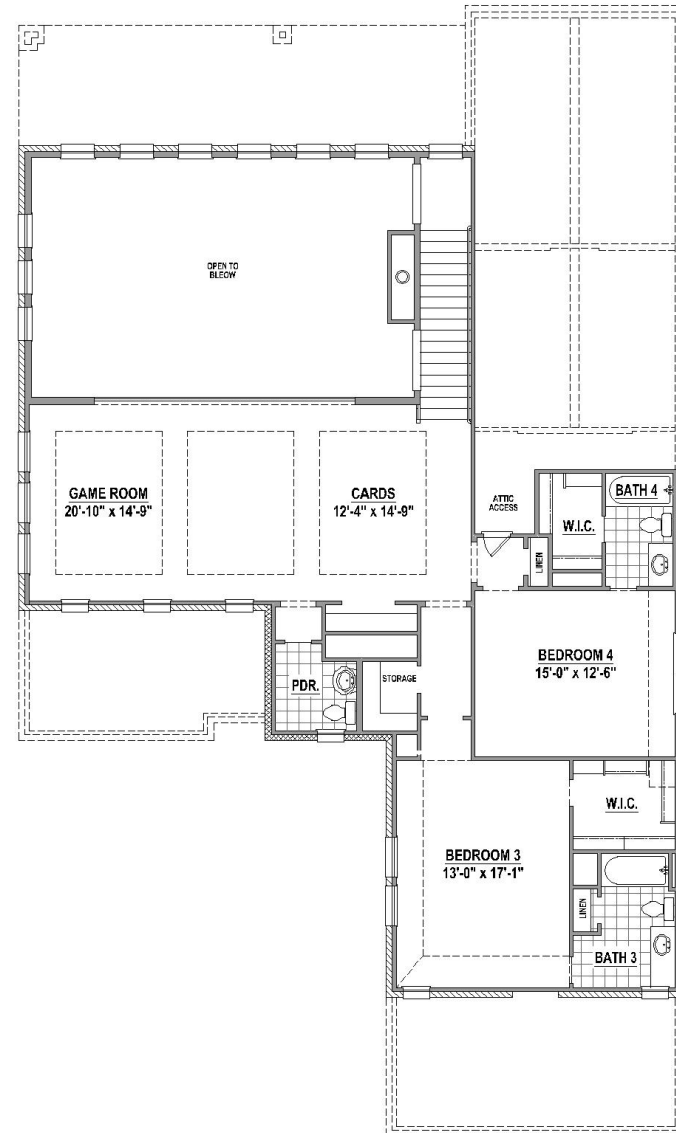 OPEN TO
BLEOW
GAME ROOM
20'-10" x 14'-9"
CARDS
12'-4" x 14'-9"
ATTIC
ACCESS
W.I.C.
BATH 4
LINEN
BEDROOM 4
15'-0" x 12'-6"
PDR.
STORAGE
W.I.C.
BEDROOM 3
13'-0" x 17'-1"
LINEN
BATH 3